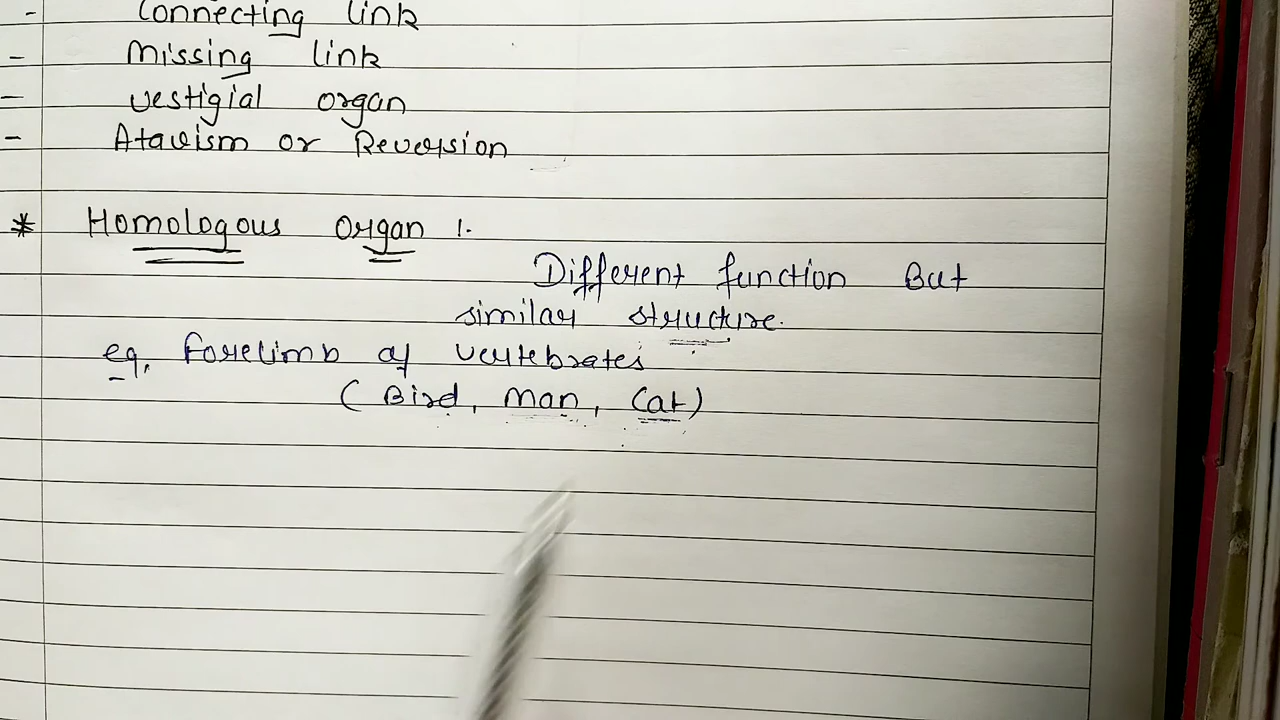 - Connecting link
- Missing link
- vestigial organ
- Atavism or Reversion
* Homologous organ :-
Different function But
similar structure.
eg. Forelimb of vertebrates
(Bird, Man, Cat)